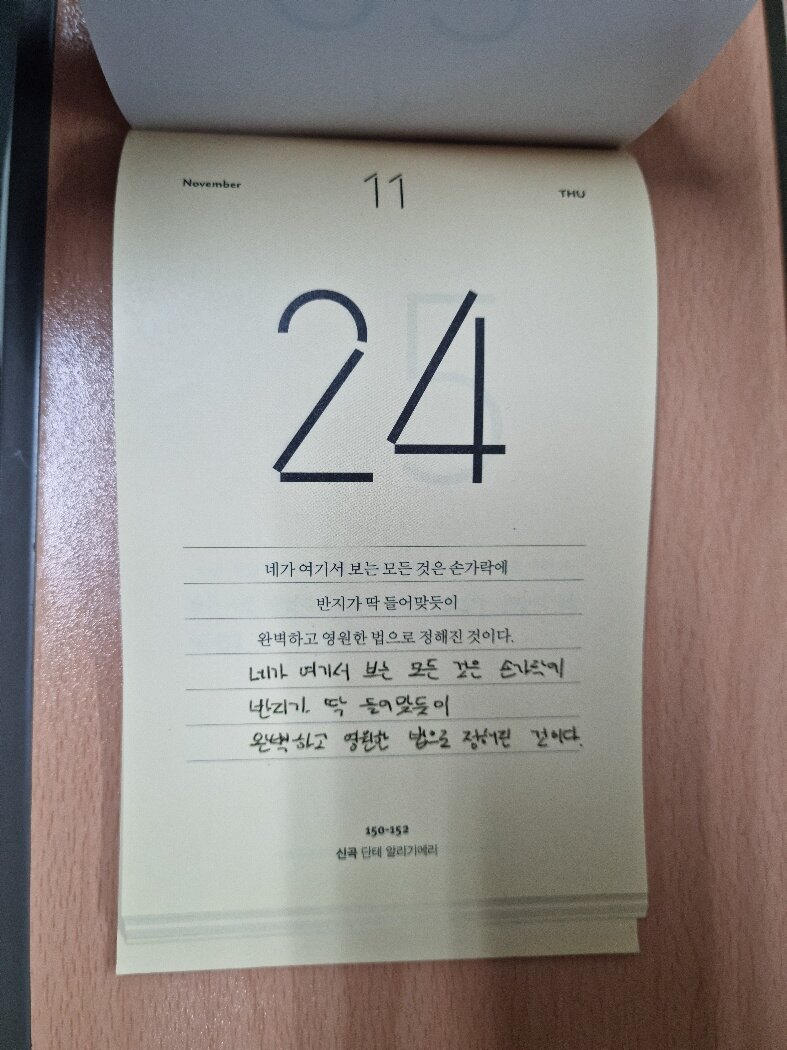 November 11 THU
24
네가 여기서 보는 모든 것은 손가락에
반지가 딱 들어맞듯이
완벽하고 영원한 법으로 정해진 것이다.
네가 여기서 보는 모든 것은 손가락에
반지가 딱 들어맞듯이
완벽하고 영원한 법으로 정해진 것이다.
150-152
신곡 단테 알리기에리